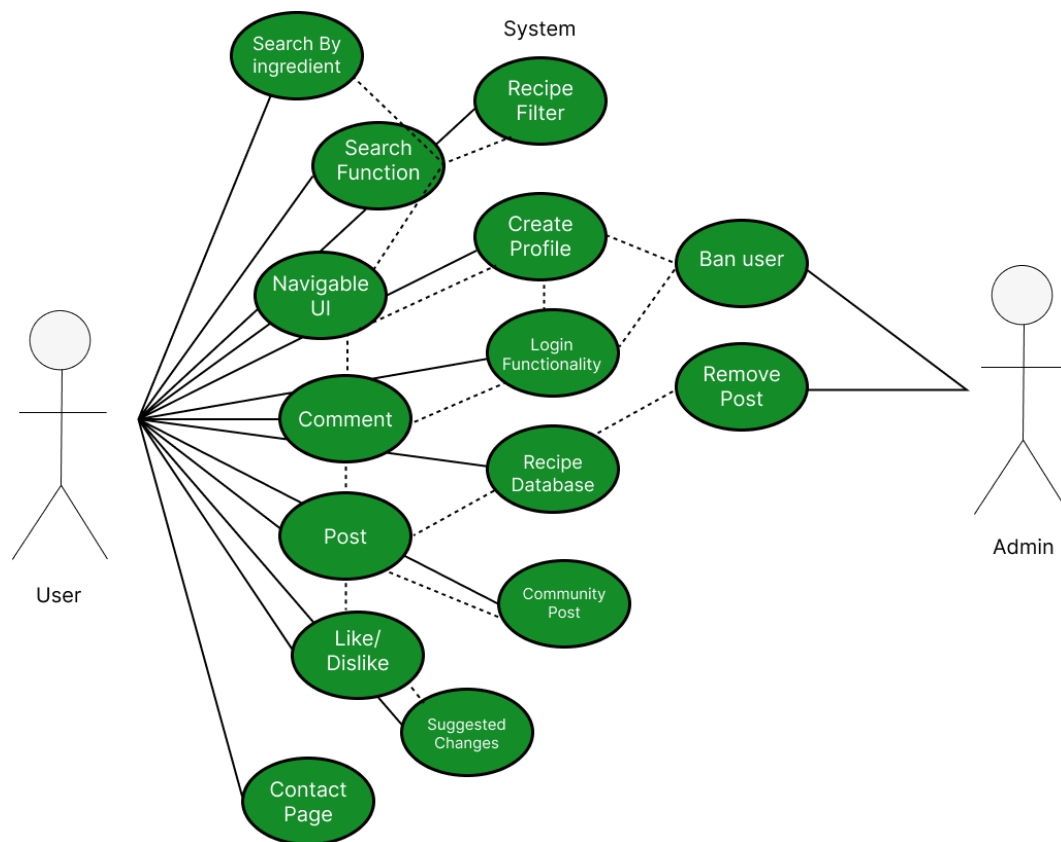 System
Search By
ingredient
Recipe
Filter
Search
Function
Create
Profile
Ban user
Navigable
UI
Login
Functionality
Remove
Post
Comment
Recipe
Database
Post
Admin
User
Community
Post
Like/
Dislike
Suggested
Changes
Contact
Page